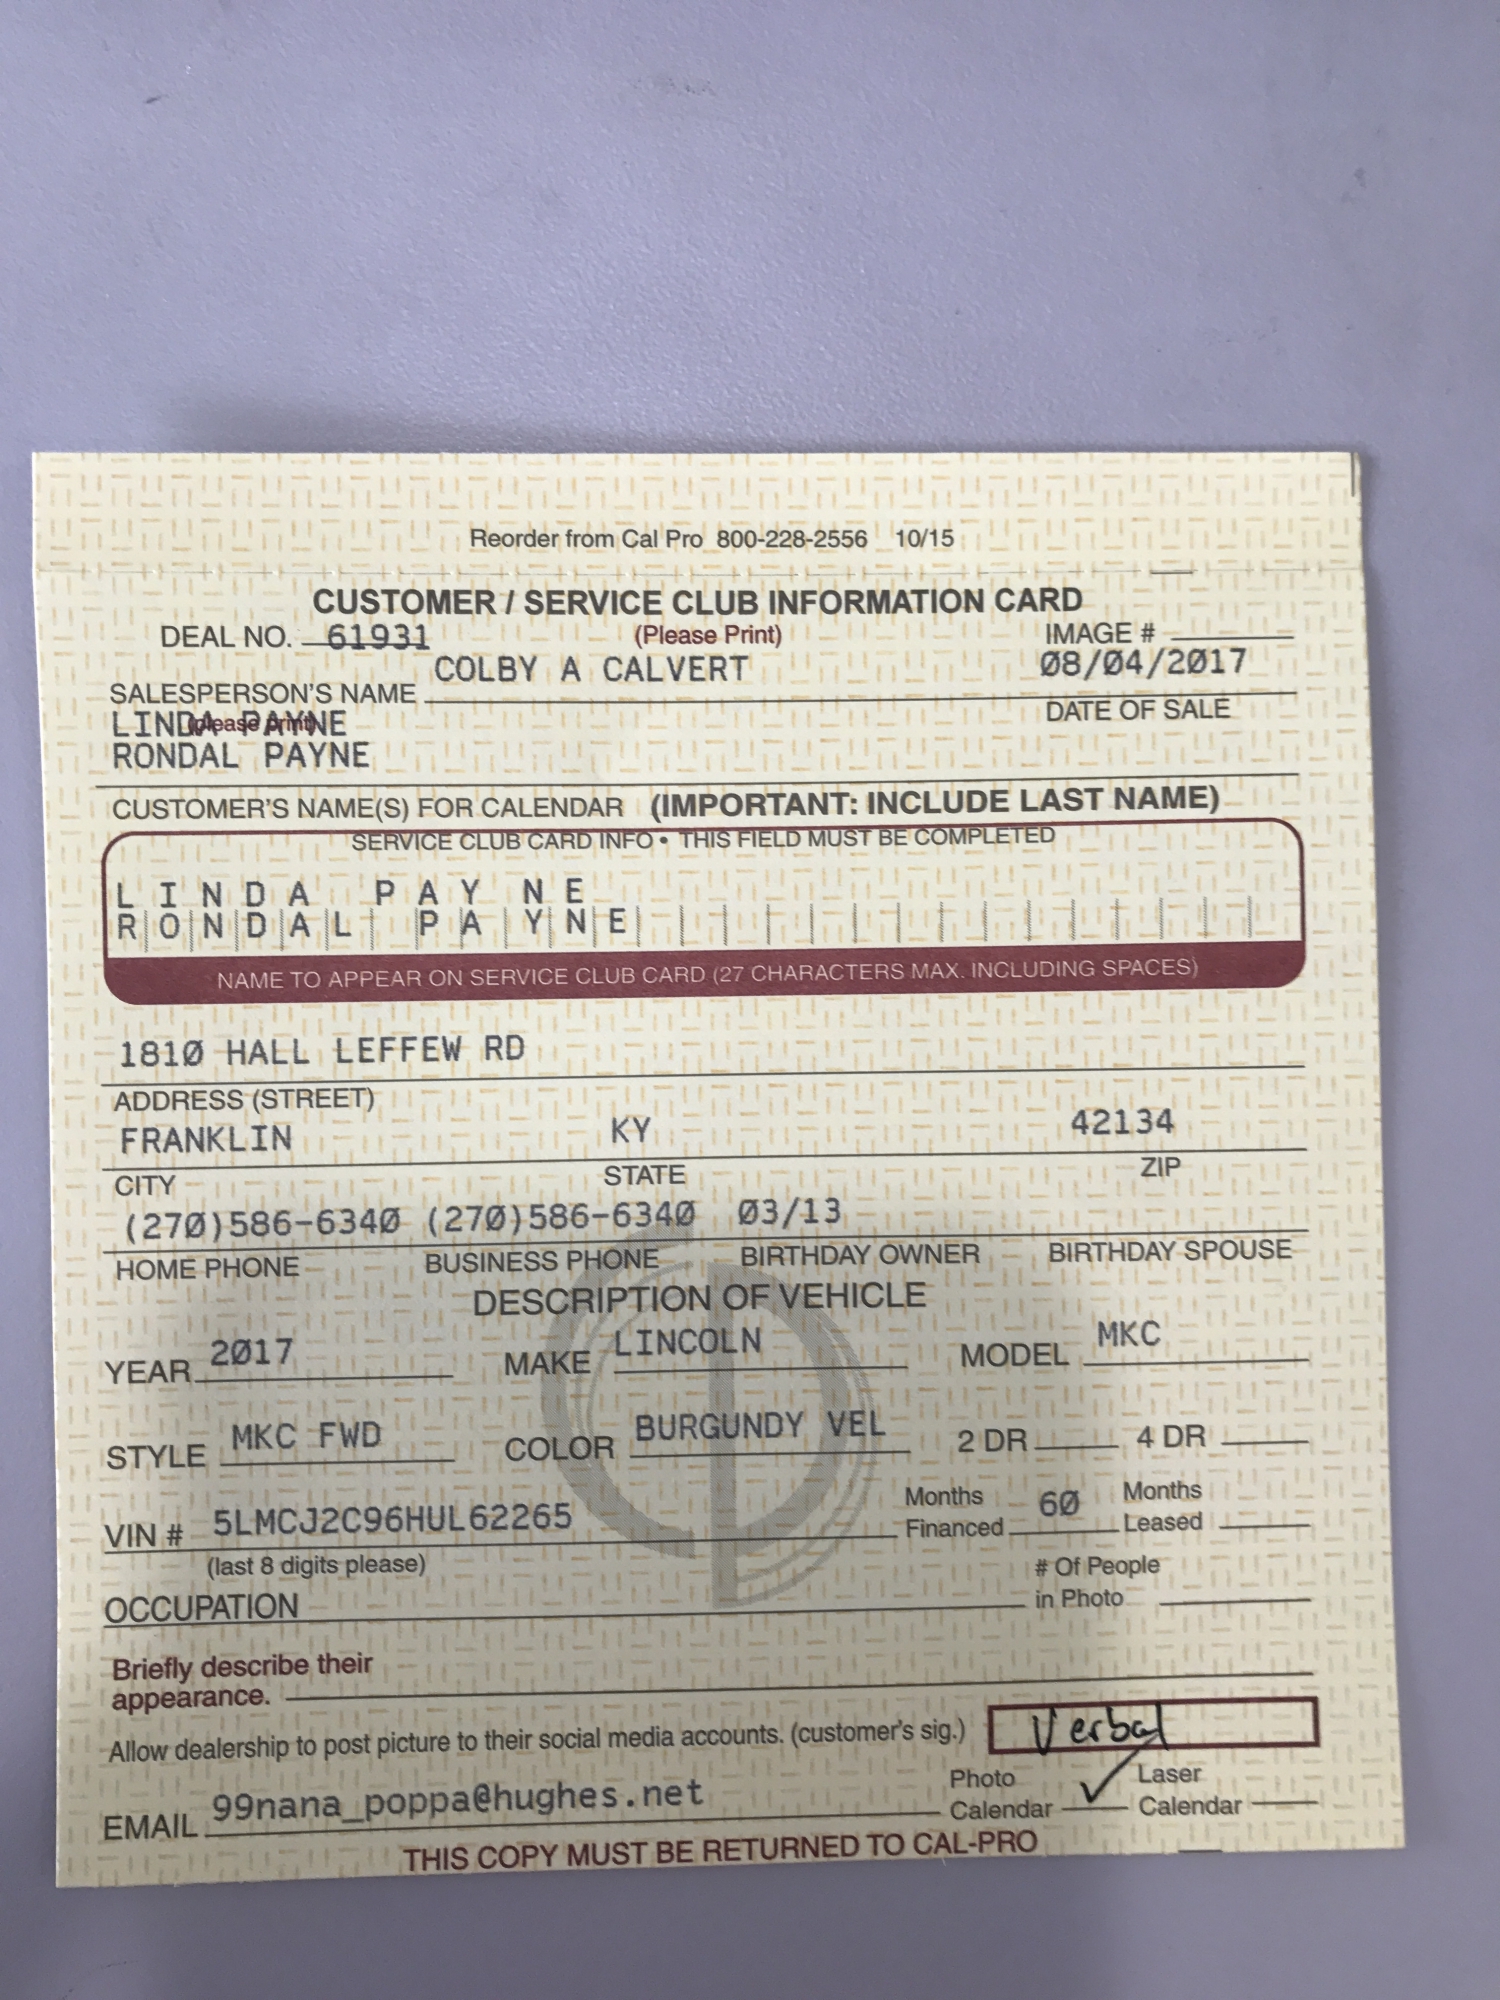 Reorder from Cal Pro 800-228-2556 10/15
CUSTOMER / SERVICE CLUB INFORMATION CARD
DEAL NO. 61931 (Please Print) IMAGE #
COLBY A CALVERT 08/04/2017
SALESPERSON'S NAME DATE OF SALE
(please print)
LINDA PAYNE
RONDAL PAYNE
CUSTOMER'S NAME(S) FOR CALENDAR (IMPORTANT: INCLUDE LAST NAME)
SERVICE CLUB CARD INFO • THIS FIELD MUST BE COMPLETED
LINDA PAYNE
RONDAL PAYNE
NAME TO APPEAR ON SERVICE CLUB CARD (27 CHARACTERS MAX. INCLUDING SPACES)
1810 HALL LEFFEW RD
ADDRESS (STREET)
FRANKLIN KY 42134
CITY STATE ZIP
(270)586-6340 (270)586-6340 03/13
HOME PHONE BUSINESS PHONE BIRTHDAY OWNER BIRTHDAY SPOUSE
DESCRIPTION OF VEHICLE
YEAR 2017 MAKE LINCOLN MODEL MKC
STYLE MKC FWD COLOR BURGUNDY VEL 2 DR 4 DR
VIN # 5LMCJ2C96HUL62265 Months Financed 60 Months Leased
(last 8 digits please)
OCCUPATION # Of People in Photo
Briefly describe their
appearance.
Allow dealership to post picture to their social media accounts. (customer's sig.) Verbal
EMAIL 99nana_poppa@hughes.net Photo Calendar ✓ Laser Calendar
THIS COPY MUST BE RETURNED TO CAL-PRO